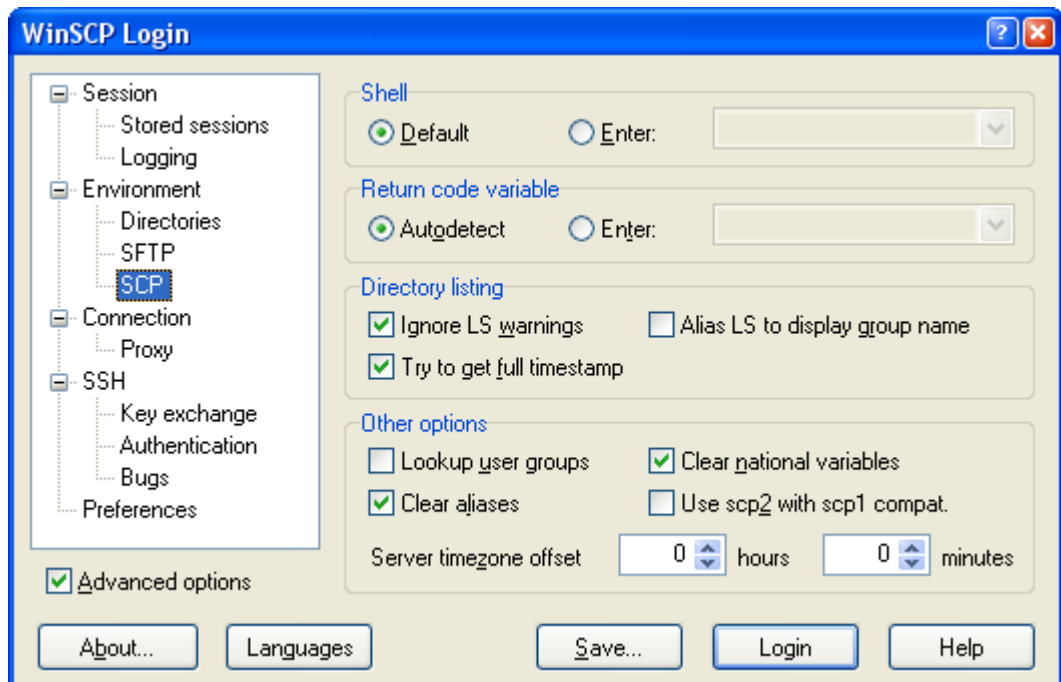 WinSCP Login
Session
Stored sessions
Logging
Environment
Directories
SFTP
SCP
Connection
Proxy
SSH
Key exchange
Authentication
Bugs
Preferences
Advanced options
Shell
Default Enter:
Return code variable
Autodetect Enter:
Directory listing
Ignore LS warnings Alias LS to display group name
Try to get full timestamp
Other options
Lookup user groups Clear national variables
Clear aliases Use scp2 with scp1 compat.
Server timezone offset 0 hours 0 minutes
About... Languages Save... Login Help